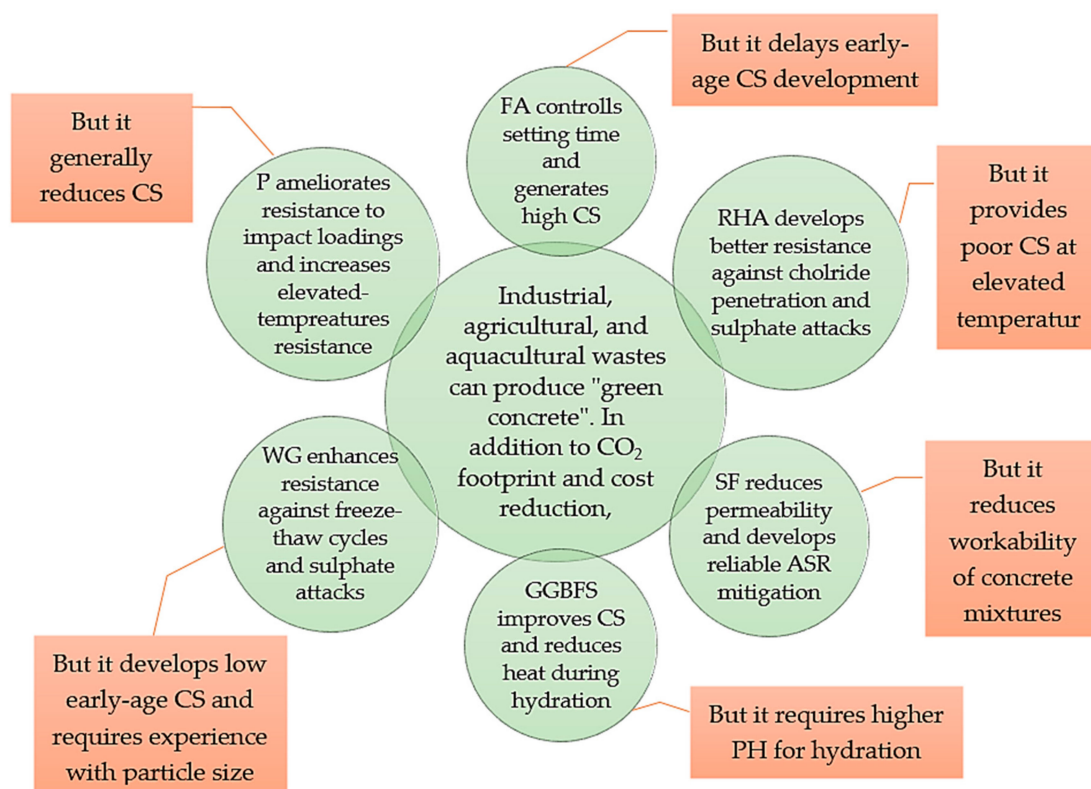 But it delays early-
age CS development
FA controlls
setting time
and
generates
high CS
But it
generally
reduces CS
P ameliorates
resistance to
impact loadings
and increases
elevated-
tempreatures
resistance
RHA develops
better resistance
against cholride
penetration and
sulphate attacks
But it
provides
poor CS at
elevated
temperatur
Industrial,
agricultural, and
aquacultural wastes
can produce "green
concrete". In
addition to CO₂
footprint and cost
reduction,
WG enhances
resistance
against freeze-
thaw cycles
and sulphate
attacks
SF reduces
permeability
and develops
reliable ASR
mitigation
But it
reduces
workability
of concrete
mixtures
GGBFS
improves CS
and reduces
heat during
hydration
But it develops low
early-age CS and
requires experience
with particle size
But it requires higher
PH for hydration